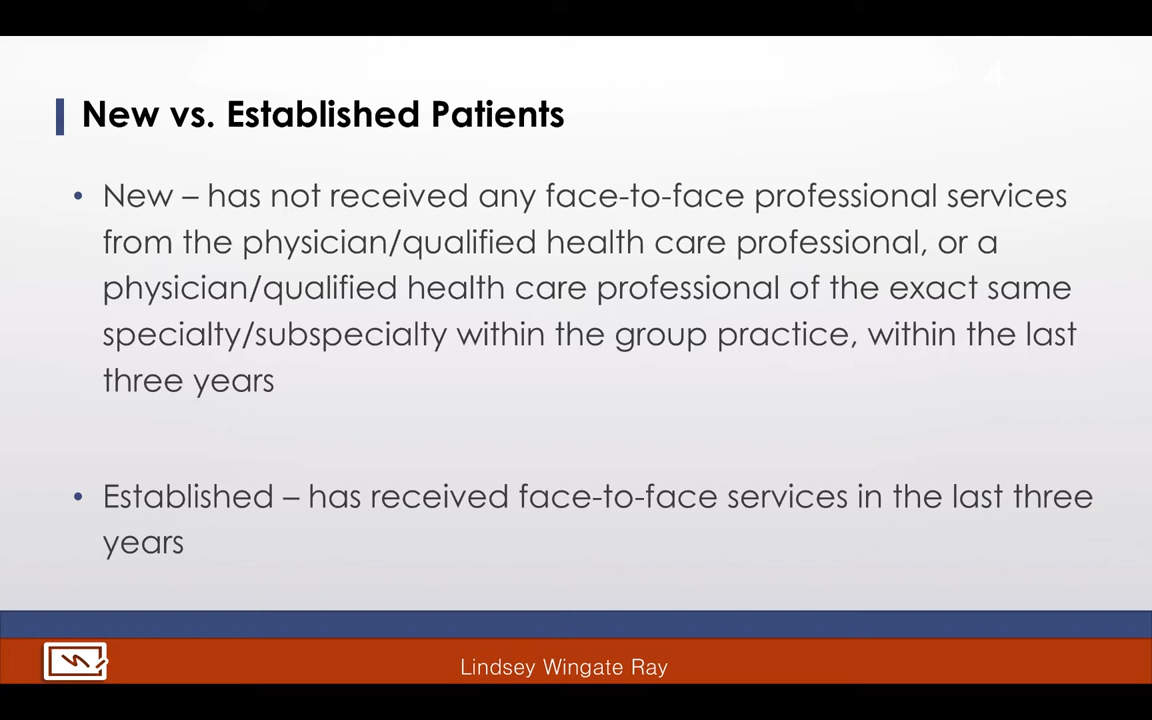 New vs. Established Patients
• New – has not received any face-to-face professional services
from the physician/qualified health care professional, or a
physician/qualified health care professional of the exact same
specialty/subspecialty within the group practice, within the last
three years
• Established – has received face-to-face services in the last three
years
Lindsey Wingate Ray